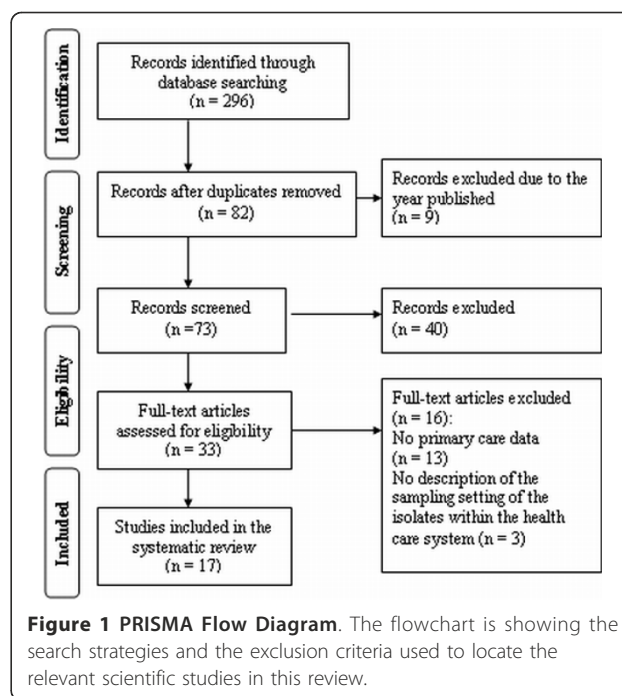 Identification
Records identified through
database searching
(n = 296)
Screening
Records after duplicates removed
(n = 82)
Records excluded due to the
year published
(n = 9)
Records screened
(n =73)
Records excluded
(n = 40)
Eligibility
Full-text articles
assessed for eligibility
(n = 33)
Full-text articles excluded
(n = 16):
No primary care data
(n = 13)
No description of the
sampling setting of the
isolates within the health
care system (n = 3)
Included
Studies included in the
systematic review
(n = 17)
Figure 1 PRISMA Flow Diagram. The flowchart is showing the
search strategies and the exclusion criteria used to locate the
relevant scientific studies in this review.